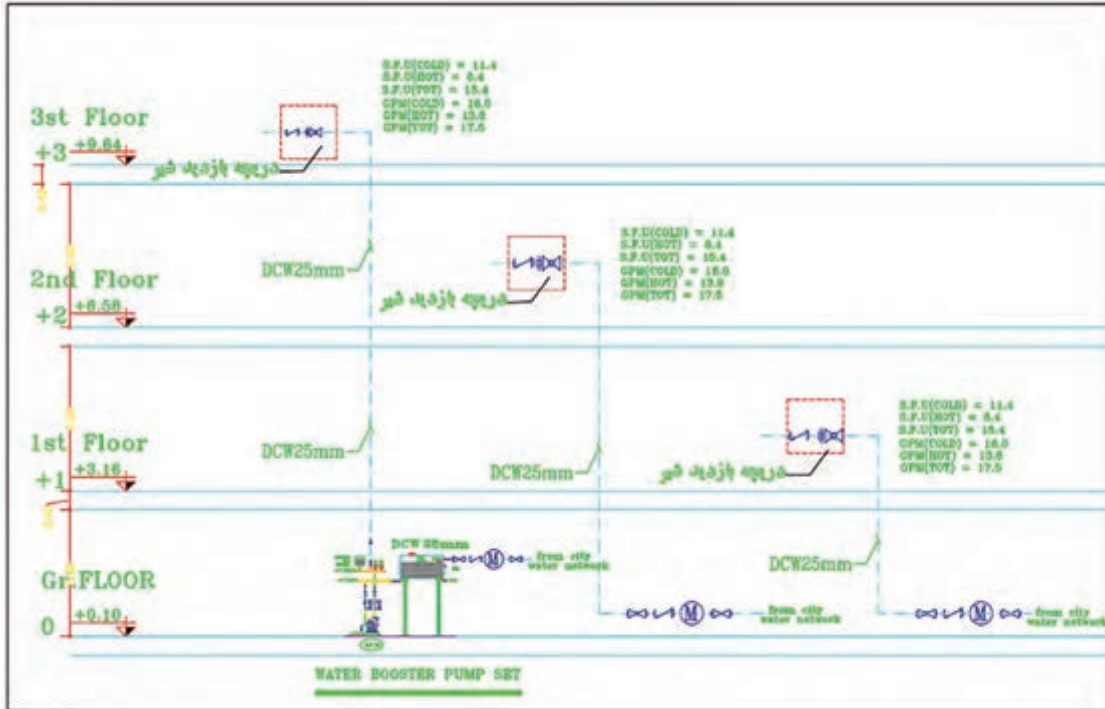 S.F.U(COLD) = 11.4
S.F.U(HOT) = 8.4
S.F.U(TOT) = 15.4
GPM(COLD) = 16.0
GPM(HOT) = 13.8
GPM(TOT) = 17.5
3st Floor
+9.64
+3
دریچه بازدید شیر
DCW25mm
S.F.U(COLD) = 11.4
S.F.U(HOT) = 8.4
S.F.U(TOT) = 15.4
GPM(COLD) = 16.0
GPM(HOT) = 13.8
GPM(TOT) = 17.5
2nd Floor
+6.58
+2
دریچه بازدید شیر
S.F.U(COLD) = 11.4
S.F.U(HOT) = 8.4
S.F.U(TOT) = 15.4
GPM(COLD) = 16.0
GPM(HOT) = 13.8
GPM(TOT) = 17.5
1st Floor
+3.16
+1
DCW25mm
DCW25mm
دریچه بازدید شیر
DCW25mm
M
from city
water network
DCW25mm
Gr.FLOOR
+0.10
0
M
from city
water network
M
from city
water network
WATER BOOSTER PUMP SET